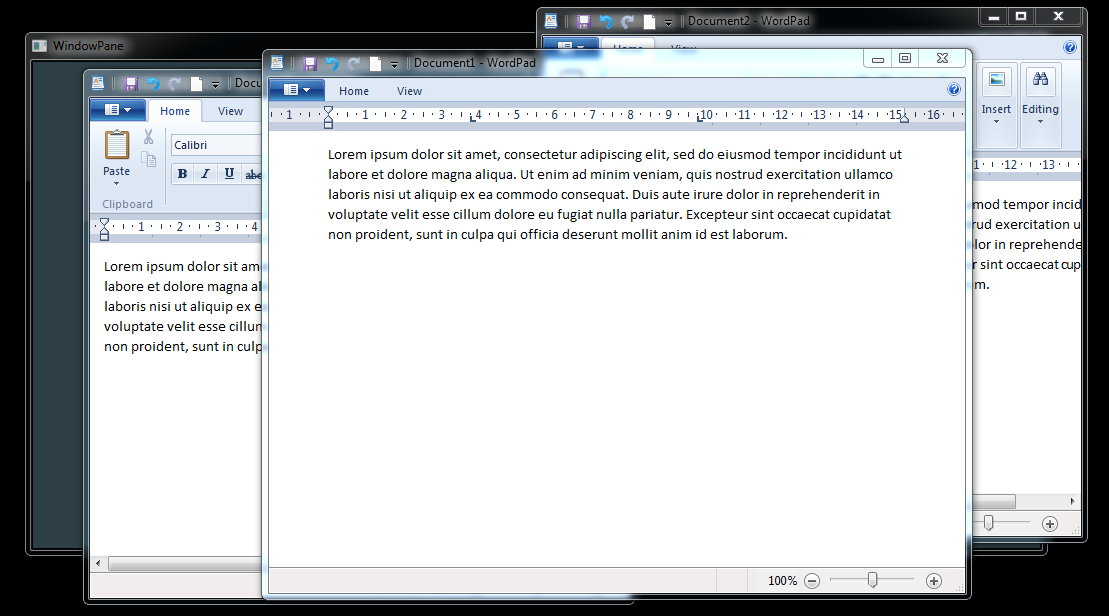 WindowPane
Document2 - WordPad
Home View
Insert
Editing
1 12 13
mod tempor incid
rud exercitation u
lor in reprehende
r sint occaecat cup
m.
Docu
Home View
Paste
Calibri
B I U abc
Clipboard
1 2 3 4
Lorem ipsum dolor sit am
labore et dolore magna al
laboris nisi ut aliquip ex e
voluptate velit esse cillun
non proident, sunt in culp
Document1 - WordPad
Home View
1 1 2 3 4 5 6 7 8 9 10 11 12 13 14 15 16
Lorem ipsum dolor sit amet, consectetur adipiscing elit, sed do eiusmod tempor incididunt ut
labore et dolore magna aliqua. Ut enim ad minim veniam, quis nostrud exercitation ullamco
laboris nisi ut aliquip ex ea commodo consequat. Duis aute irure dolor in reprehenderit in
voluptate velit esse cillum dolore eu fugiat nulla pariatur. Excepteur sint occaecat cupidatat
non proident, sunt in culpa qui officia deserunt mollit anim id est laborum.
100%